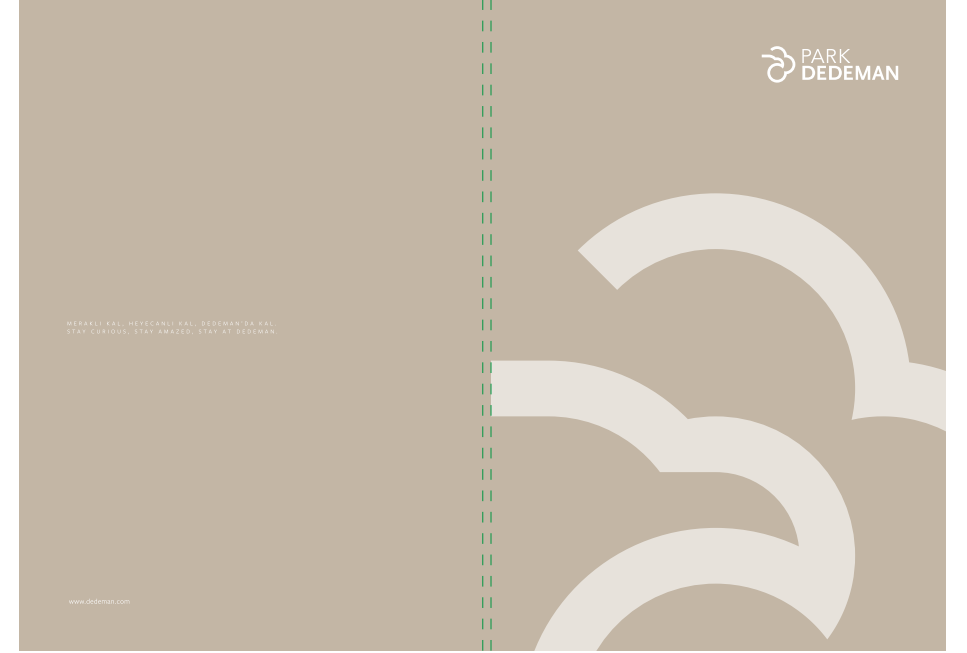 MERAKLI KAL, HEYECANLI KAL, DEDEMAN'DA KAL.
STAY CURIOUS, STAY AMAZED, STAY AT DEDEMAN.
www.dedeman.com
PARK
DEDEMAN